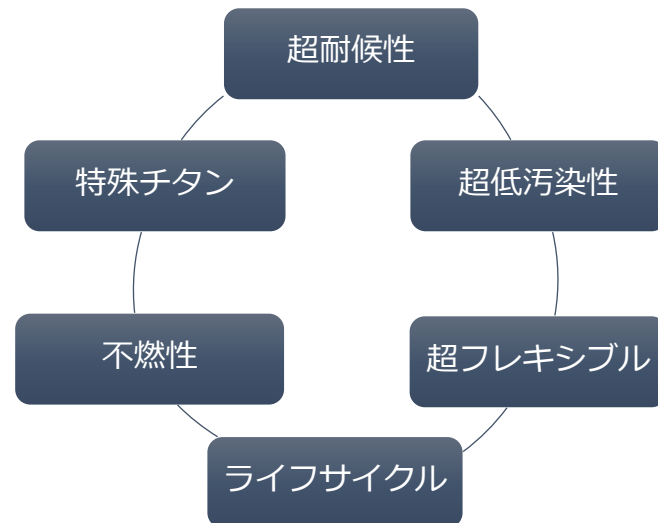 超耐候性
特殊チタン
超低汚染性
不燃性
超フレキシブル
ライフサイクル